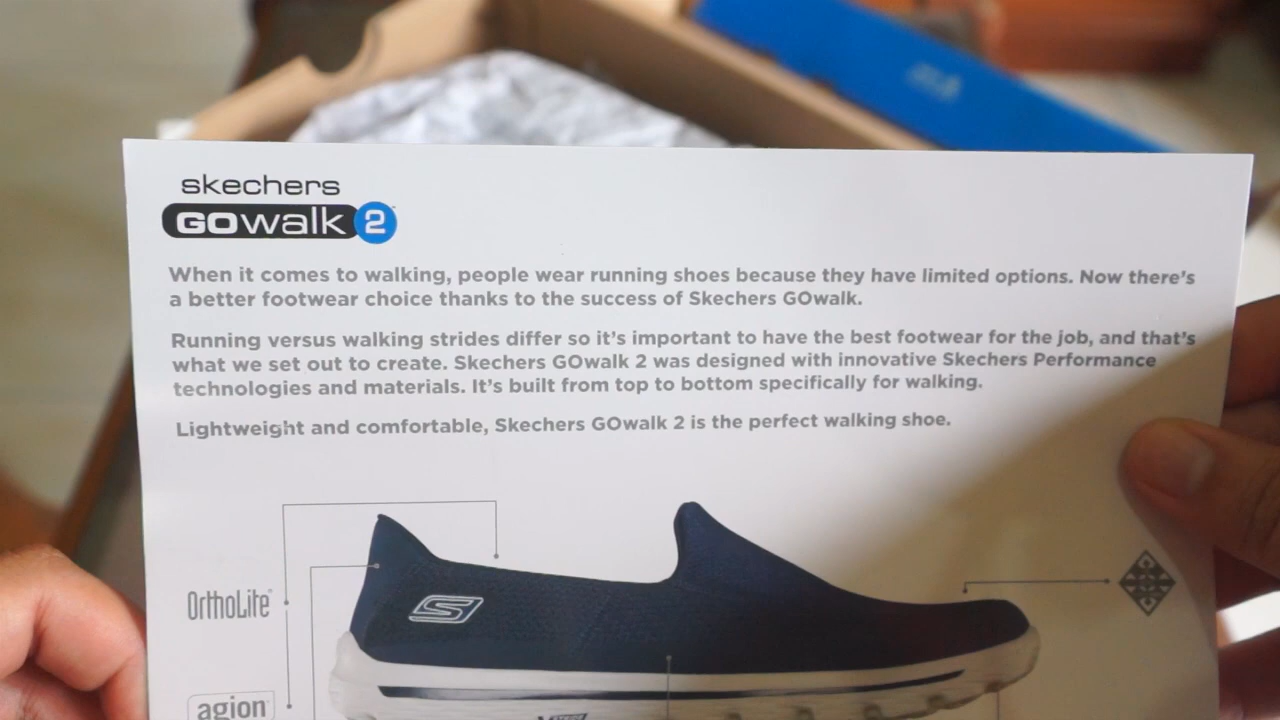 skechers
GOwalk 2
When it comes to walking, people wear running shoes because they have limited options. Now there's
a better footwear choice thanks to the success of Skechers GOwalk.
Running versus walking strides differ so it's important to have the best footwear for the job, and that's
what we set out to create. Skechers GOwalk 2 was designed with innovative Skechers Performance
technologies and materials. It's built from top to bottom specifically for walking.
Lightweight and comfortable, Skechers GOwalk 2 is the perfect walking shoe.
OrthoLite
S
agion